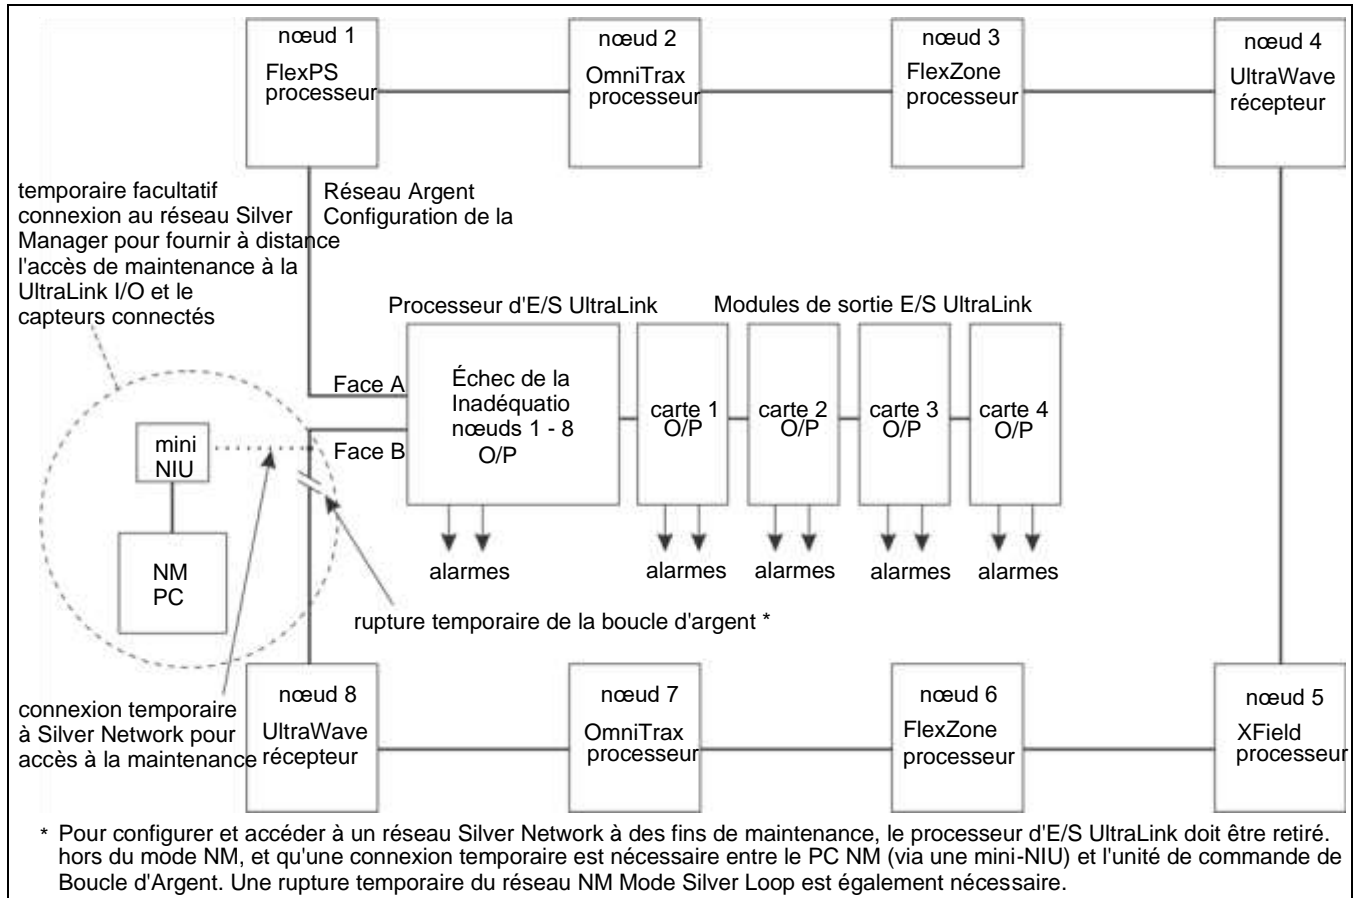 nœud 1
FlexPS
processeur
nœud 2
OmniTrax
processeur
nœud 3
FlexZone
processeur
nœud 4
UltraWave
récepteur
temporaire facultatif
connexion au réseau Silver
Manager pour fournir à distance
l'accès de maintenance à la
UltraLink I/O et le
capteurs connectés
Réseau Argent
Configuration de la
Processeur d'E/S UltraLink
Modules de sortie E/S UltraLink
Face A
Face B
Échec de la
Inadéquatio
nœuds 1 - 8
O/P
carte 1
O/P
carte 2
O/P
carte 3
O/P
carte 4
O/P
mini
NIU
NM
PC
alarmes
alarmes
alarmes
alarmes
alarmes
rupture temporaire de la boucle d'argent *
connexion temporaire
à Silver Network pour
accès à la maintenance
nœud 8
UltraWave
récepteur
nœud 7
OmniTrax
processeur
nœud 6
FlexZone
processeur
nœud 5
XField
processeur
* Pour configurer et accéder à un réseau Silver Network à des fins de maintenance, le processeur d'E/S UltraLink doit être retiré.
hors du mode NM, et qu'une connexion temporaire est nécessaire entre le PC NM (via une mini-NIU) et l'unité de commande de
Boucle d'Argent. Une rupture temporaire du réseau NM Mode Silver Loop est également nécessaire.